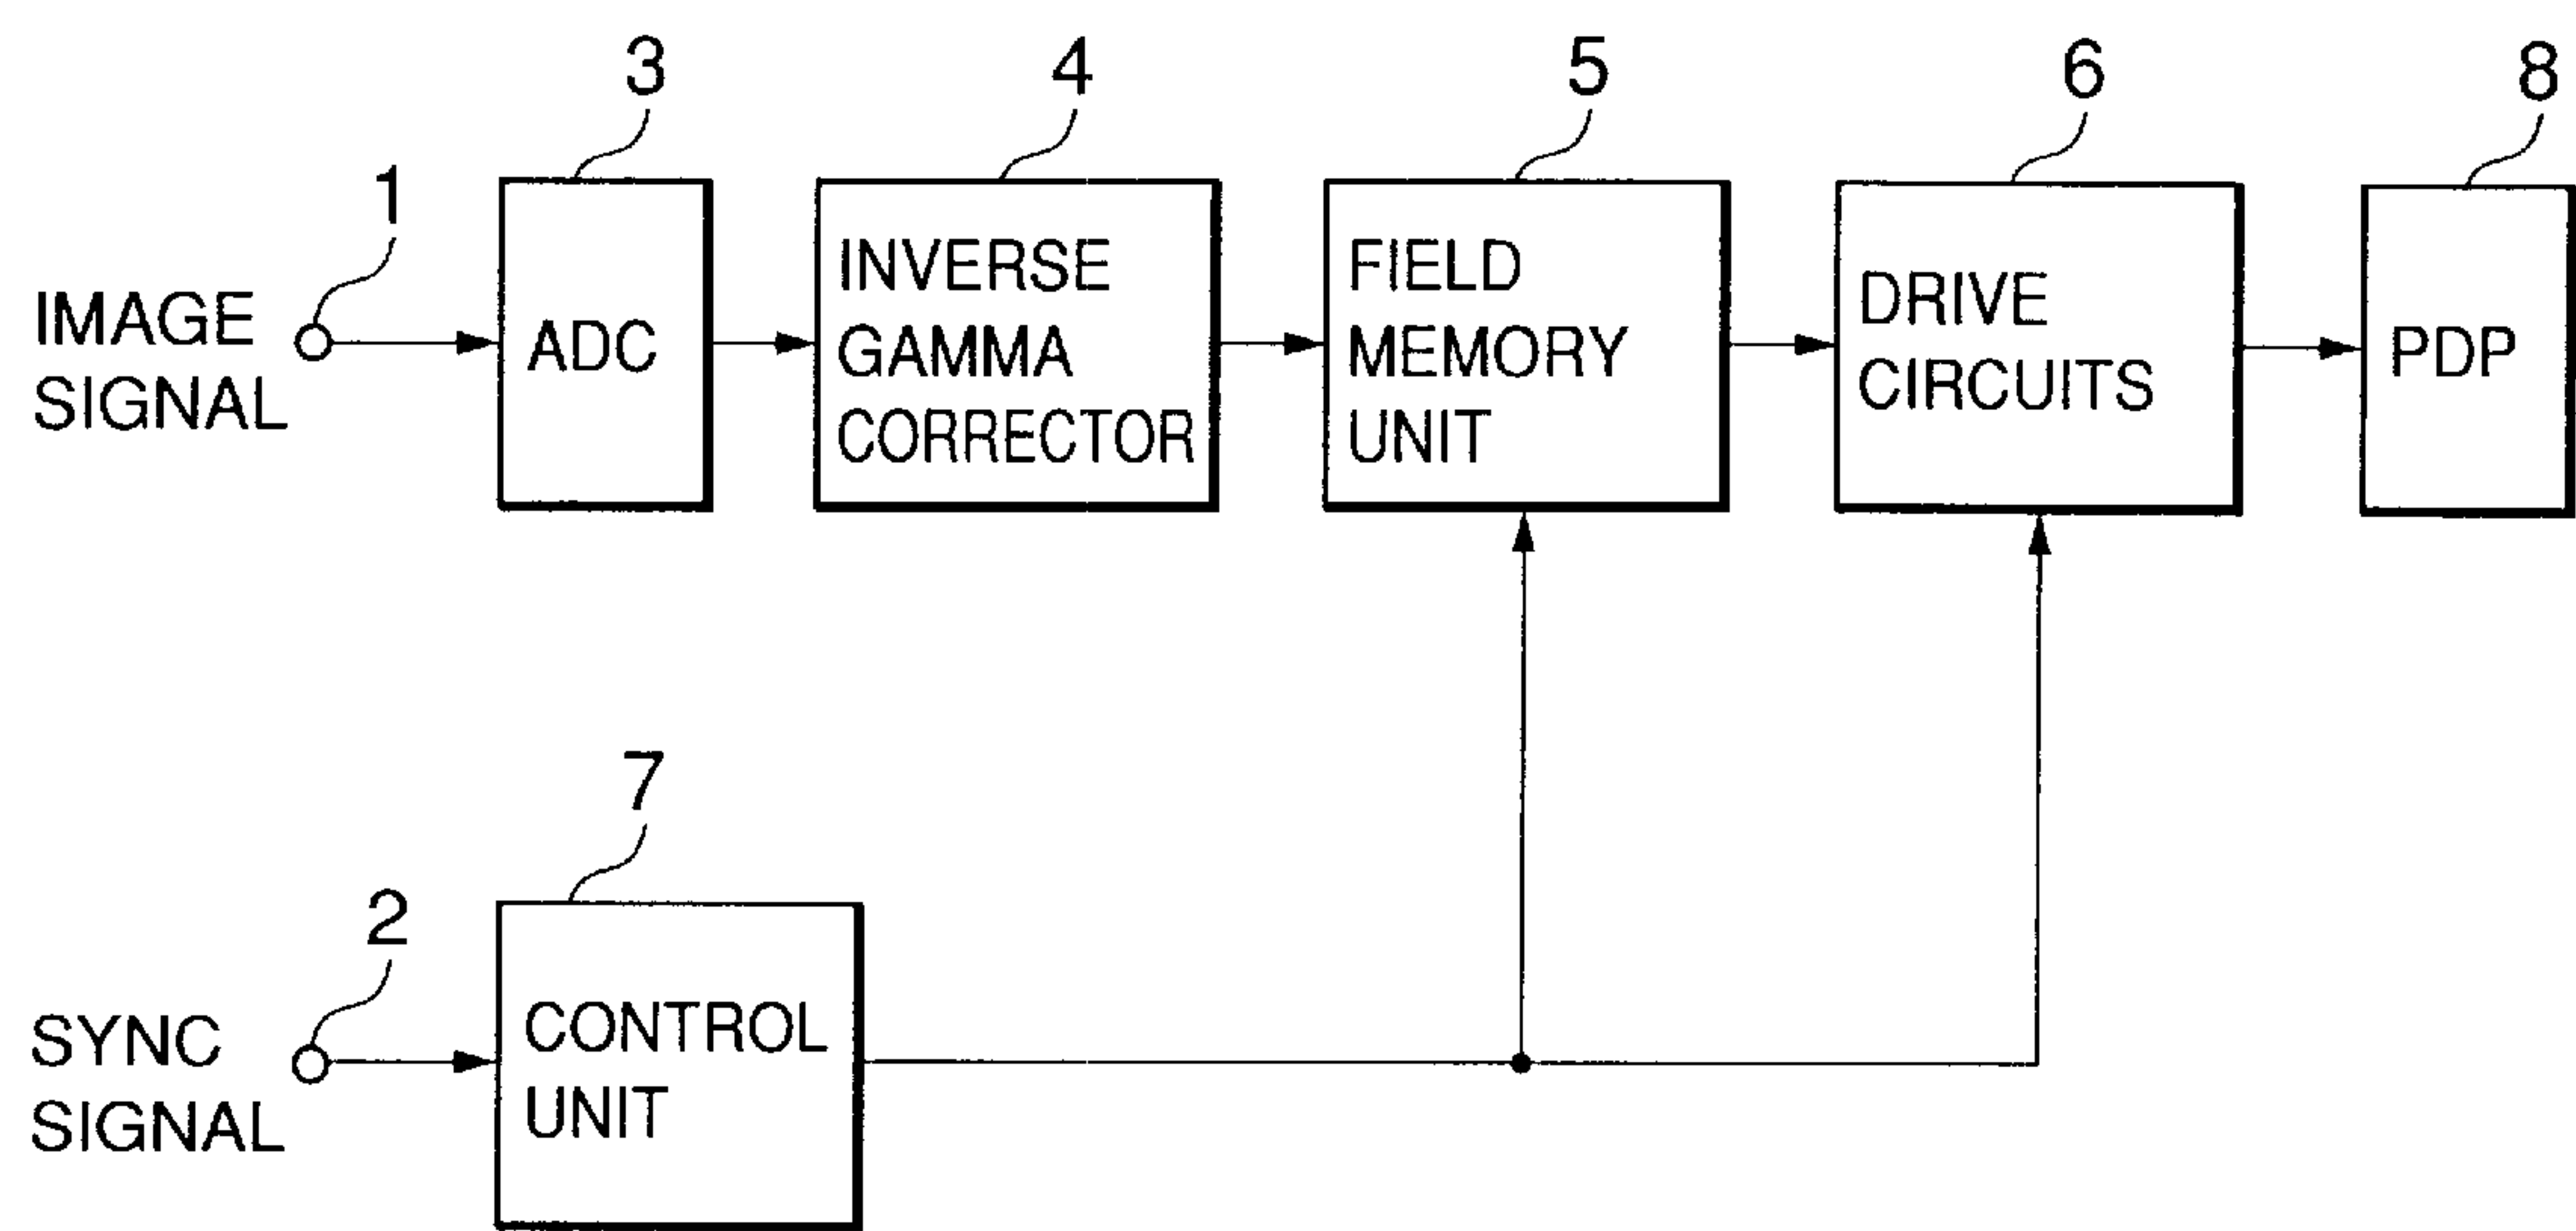 3
4
5
6
8
1
IMAGE
SIGNAL
ADC
INVERSE
GAMMA
CORRECTOR
FIELD
MEMORY
UNIT
DRIVE
CIRCUITS
PDP
7
2
SYNC
SIGNAL
CONTROL
UNIT